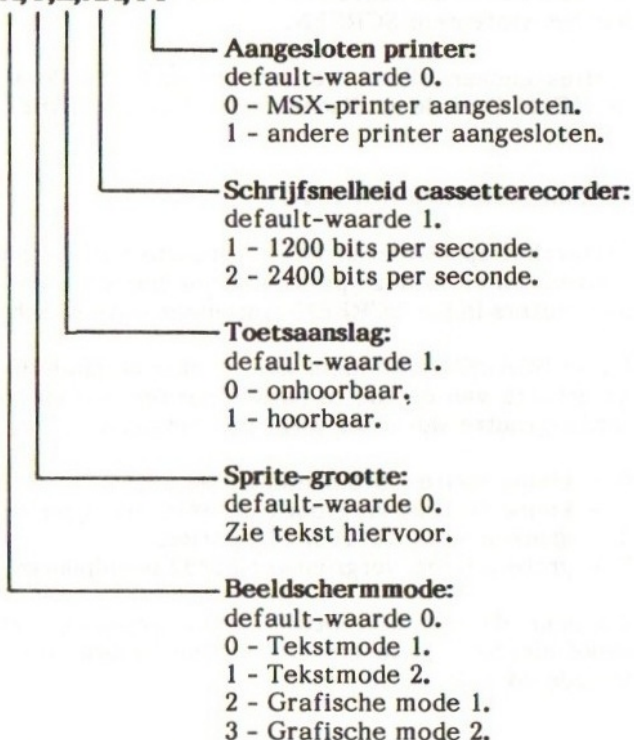 Aangesloten printer:
default-waarde 0.
0 - MSX-printer aangesloten.
1 - andere printer aangesloten.
Schrijfsnelheid cassetterecorder:
default-waarde 1.
1 - 1200 bits per seconde.
2 - 2400 bits per seconde.
Toetsaanslag:
default-waarde 1.
0 - onhoorbaar.
1 - hoorbaar.
Sprite-grootte:
default-waarde 0.
Zie tekst hiervoor.
Beeldschermmode:
default-waarde 0.
0 - Tekstmode 1.
1 - Tekstmode 2.
2 - Grafische mode 1.
3 - Grafische mode 2.